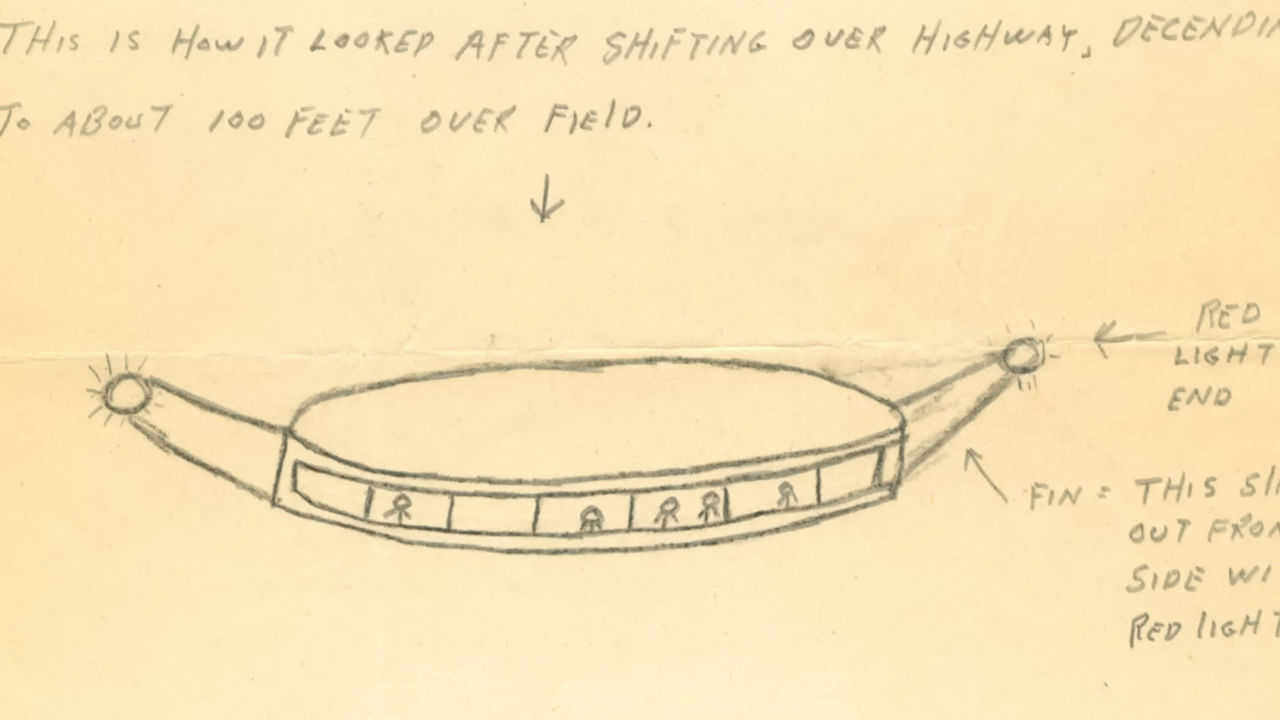 THIS IS HOW IT LOOKED AFTER SHIFTING OVER HIGHWAY, DECENDIN
TO ABOUT 100 FEET OVER FIELD.
RED
LIGHT
END
FIN = THIS SL
OUT FROM
SIDE WI
RED LIGHT